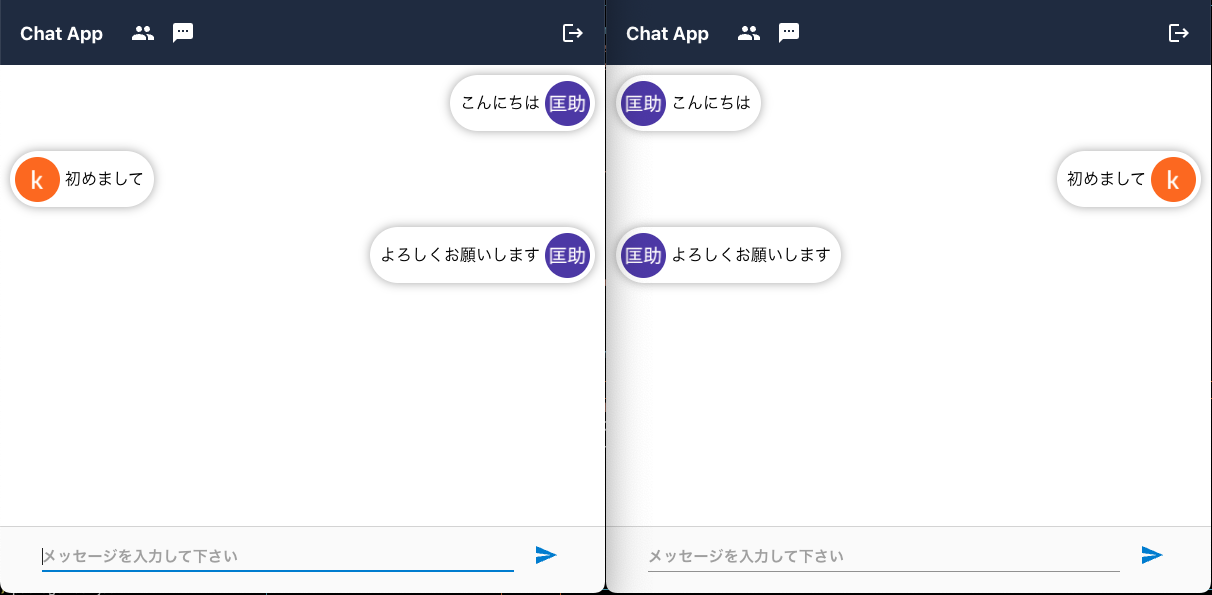 Chat App
こんにちは 匡助
k 初めまして
よろしくお願いします 匡助
メッセージを入力して下さい
Chat App
匡助 こんにちは
初めまして k
匡助 よろしくお願いします
メッセージを入力して下さい